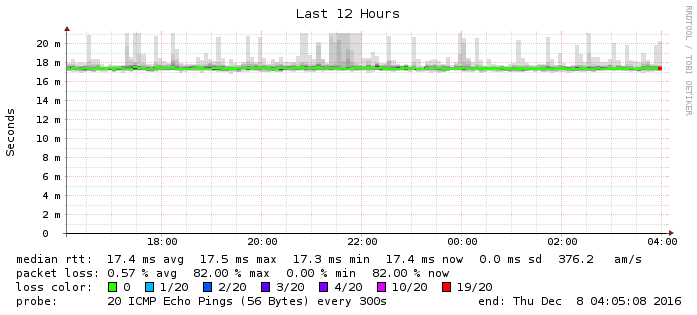 Last 12 Hours
RRDTOOL / TOBI OETIKER
Seconds
20 m
18 m
16 m
14 m
12 m
10 m
8 m
6 m
4 m
2 m
0
18:00 20:00 22:00 00:00 02:00 04:00
median rtt: 17.4 ms avg 17.5 ms max 17.3 ms min 17.4 ms now 0.0 ms sd 376.2 am/s
packet loss: 0.57 % avg 82.00 % max 0.00 % min 82.00 % now
loss color: 0 1/20 2/20 3/20 4/20 10/20 19/20
probe: 20 ICMP Echo Pings (56 Bytes) every 300s end: Thu Dec 8 04:05:08 2016